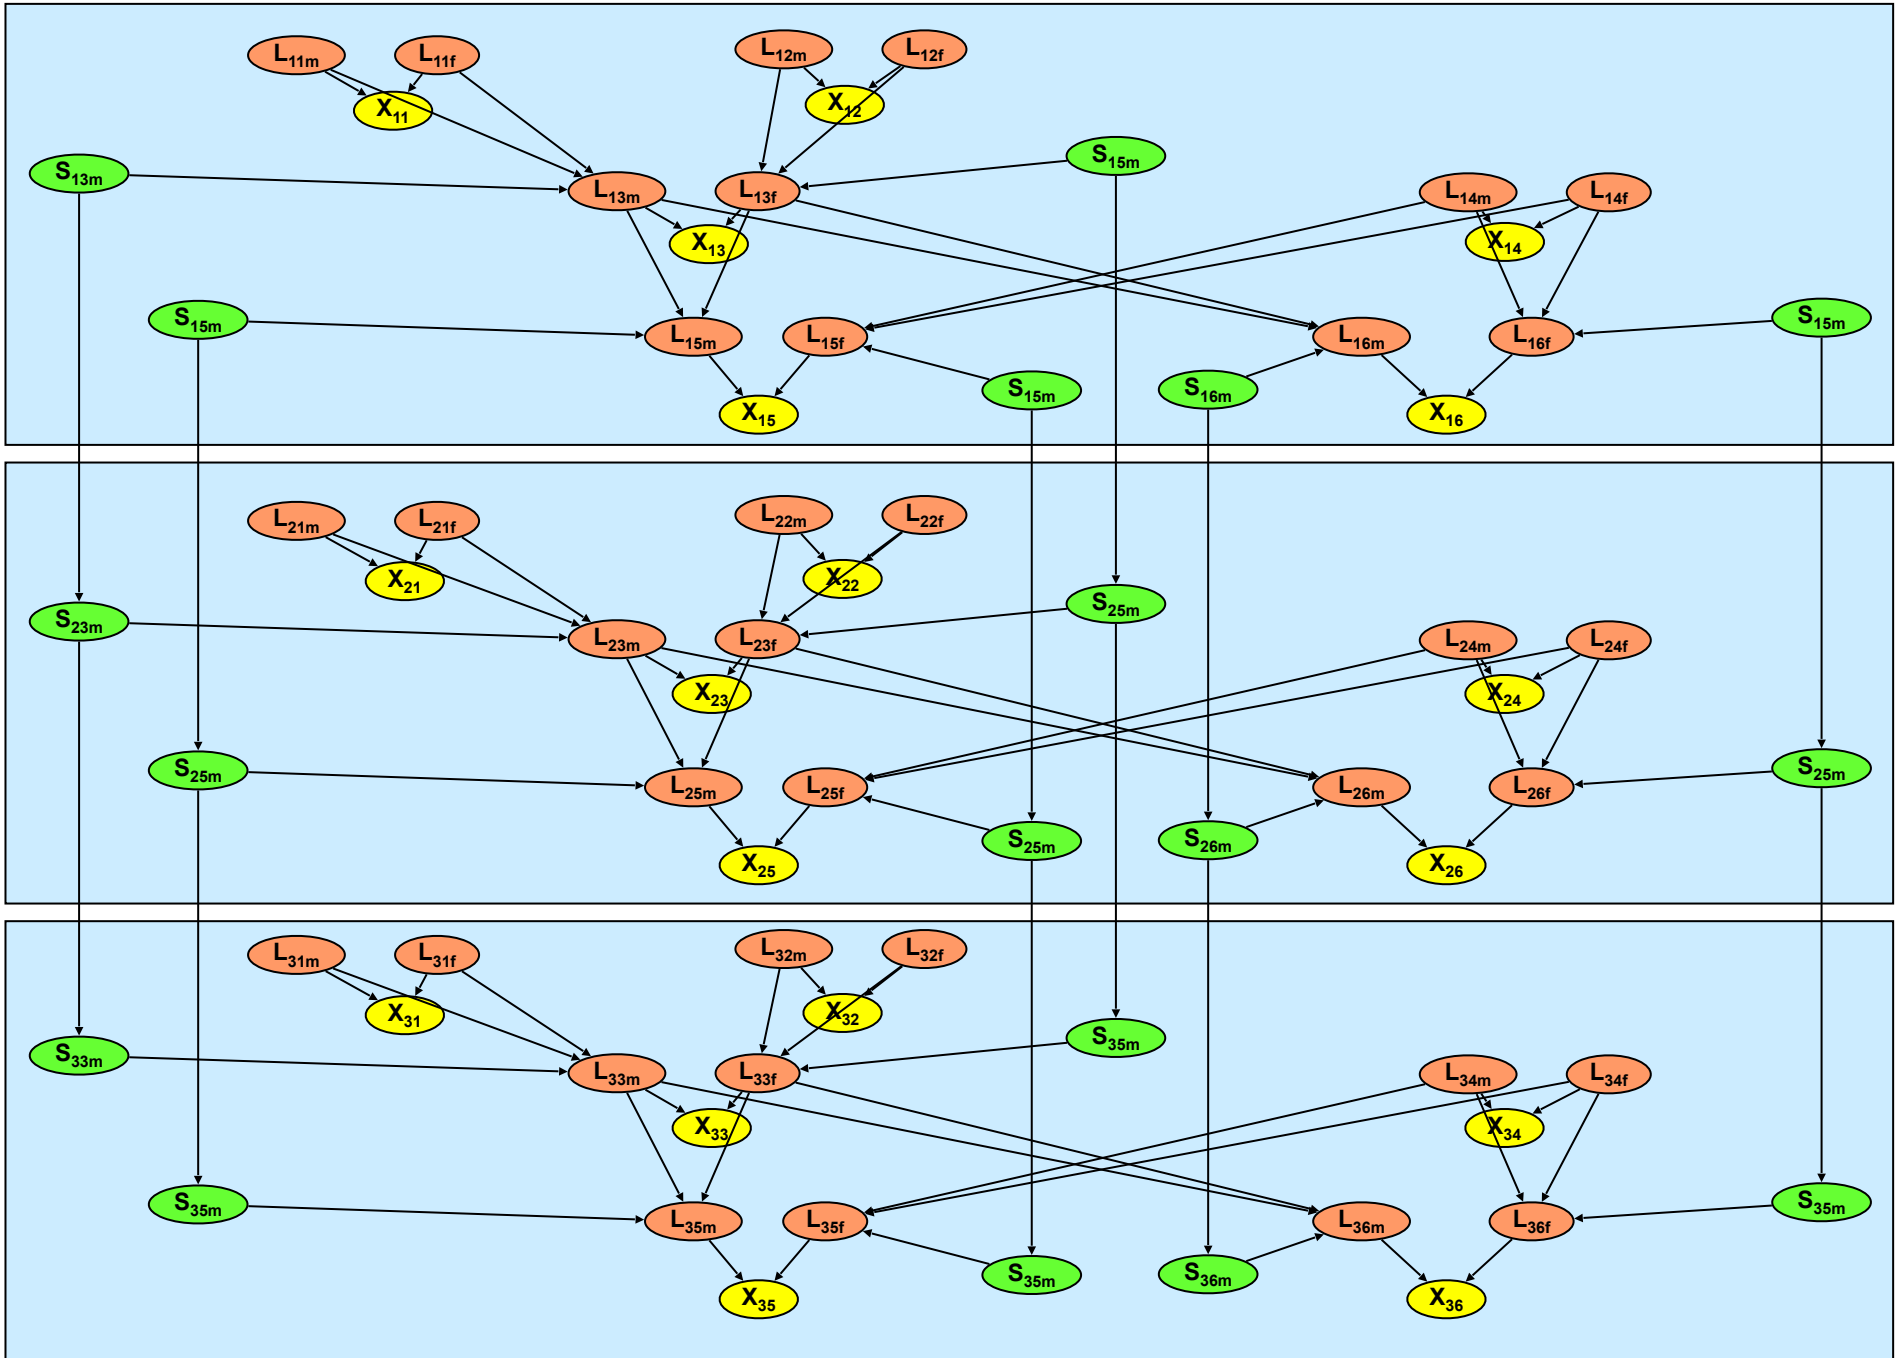 L11m L11f L12m L12f
X11 X12
S13m L13m L13f S15m L14m L14f
X13 X14
S15m L15m L15f L16m L16f S15m
X15 S15m S16m X16
L21m L21f L22m L22f
X21 X22
S23m L23m L23f S25m L24m L24f
X23 X24
S25m L25m L25f L26m L26f S25m
X25 S25m S26m X26
L31m L31f L32m L32f
X31 X32
S33m L33m L33f S35m L34m L34f
X33 X34
S35m L35m L35f L36m L36f S35m
X35 S35m S36m X36